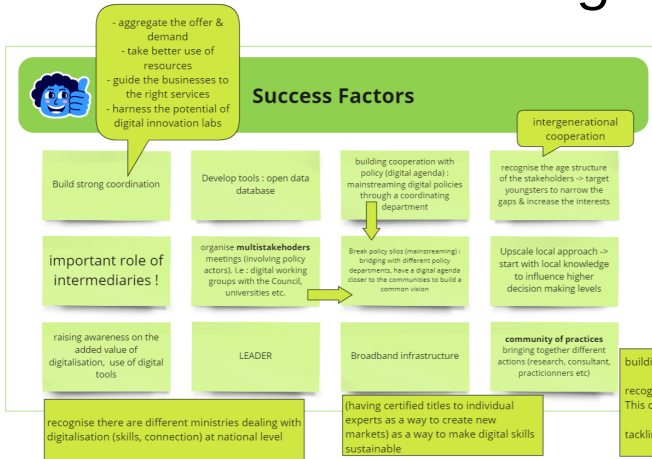 - aggregate the offer &
demand
- take better use of
resources
- guide the businesses to
the right services
- harness the potential of
digital innovation labs
Success Factors
intergenerational
cooperation
Build strong coordination
Develop tools : open data
database
building cooperation with
policy (digital agenda) :
mainstreaming digital policies
through a coordinating
department
recognise the age structure
of the stakeholders -> target
youngsters to narrow the
gaps & increase the interests
important role of
intermediaries !
organise multistakehoders
meetings (involving policy
actors). I.e : digital working
groups with the Council,
universities etc.
Break policy silos (mainstreaming) :
bridging with different policy
departments, have a digital agenda
closer to the communities to build a
common vision
Upscale local approach ->
start with local knowledge
to influence higher
decision making levels
raising awareness on the
added value of
digitalisation, use of digital
tools
LEADER
Broadband infrastructure
community of practices
bringing together different
actions (research, consultant,
practicionners etc)
recognise there are different ministries dealing with
digitalisation (skills, connection) at national level
(having certified titles to individual
experts as a way to create new
markets) as a way to make digital skills
sustainable
This